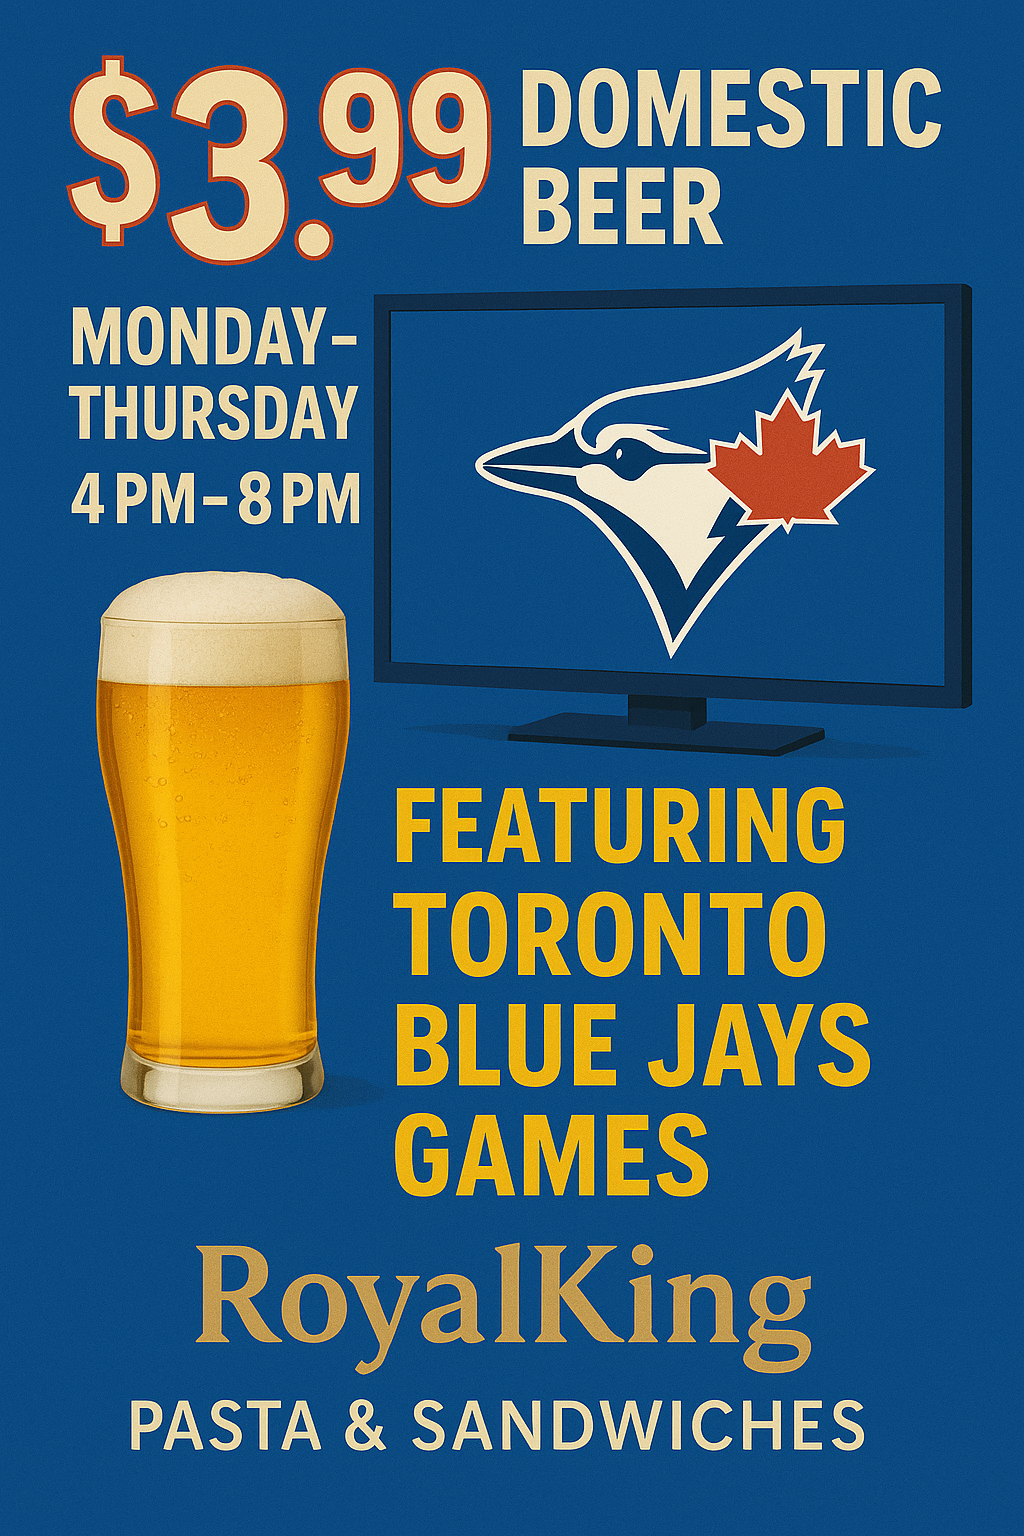 $3.99 DOMESTIC
BEER
MONDAY–
THURSDAY
4 PM – 8 PM
FEATURING
TORONTO
BLUE JAYS
GAMES
RoyalKing
PASTA & SANDWICHES